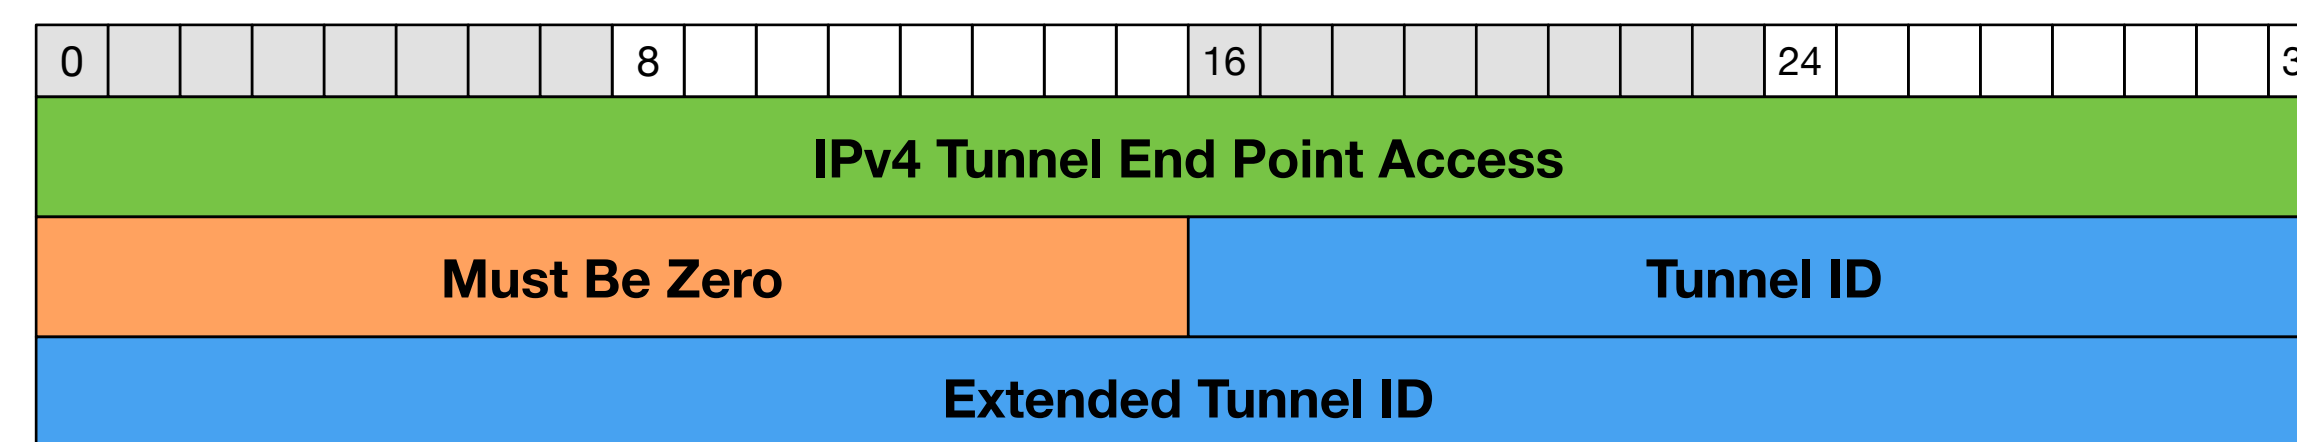 0 8 16 24
IPv4 Tunnel End Point Access
Must Be Zero Tunnel ID
Extended Tunnel ID